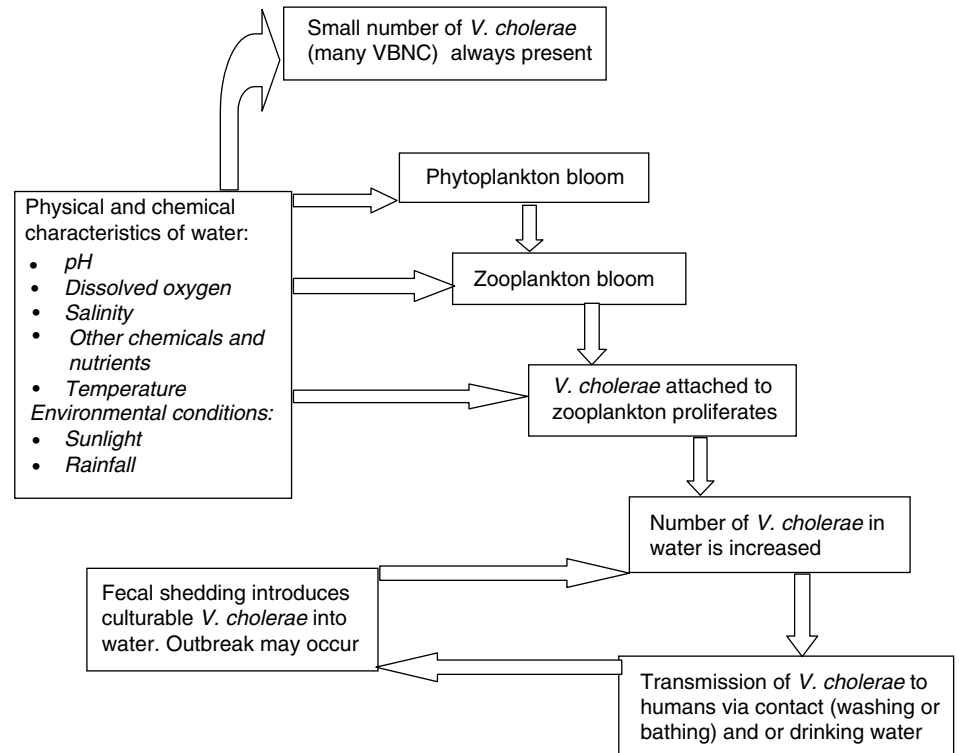 Small number of V. cholerae
(many VBNC) always present
Phytoplankton bloom
Physical and chemical
characteristics of water:
• pH
• Dissolved oxygen
• Salinity
• Other chemicals and
nutrients
• Temperature
Environmental conditions:
• Sunlight
• Rainfall
Zooplankton bloom
V. cholerae attached to
zooplankton proliferates
Number of V. cholerae in
water is increased
Fecal shedding introduces
culturable V. cholerae into
water. Outbreak may occur
Transmission of V. cholerae to
humans via contact (washing or
bathing) and or drinking water